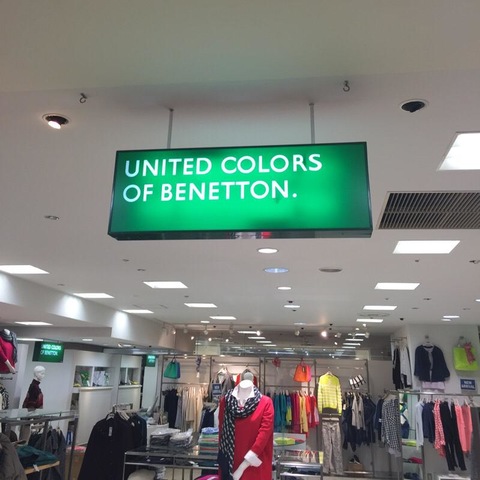 UNITED COLORS
OF BENETTON.